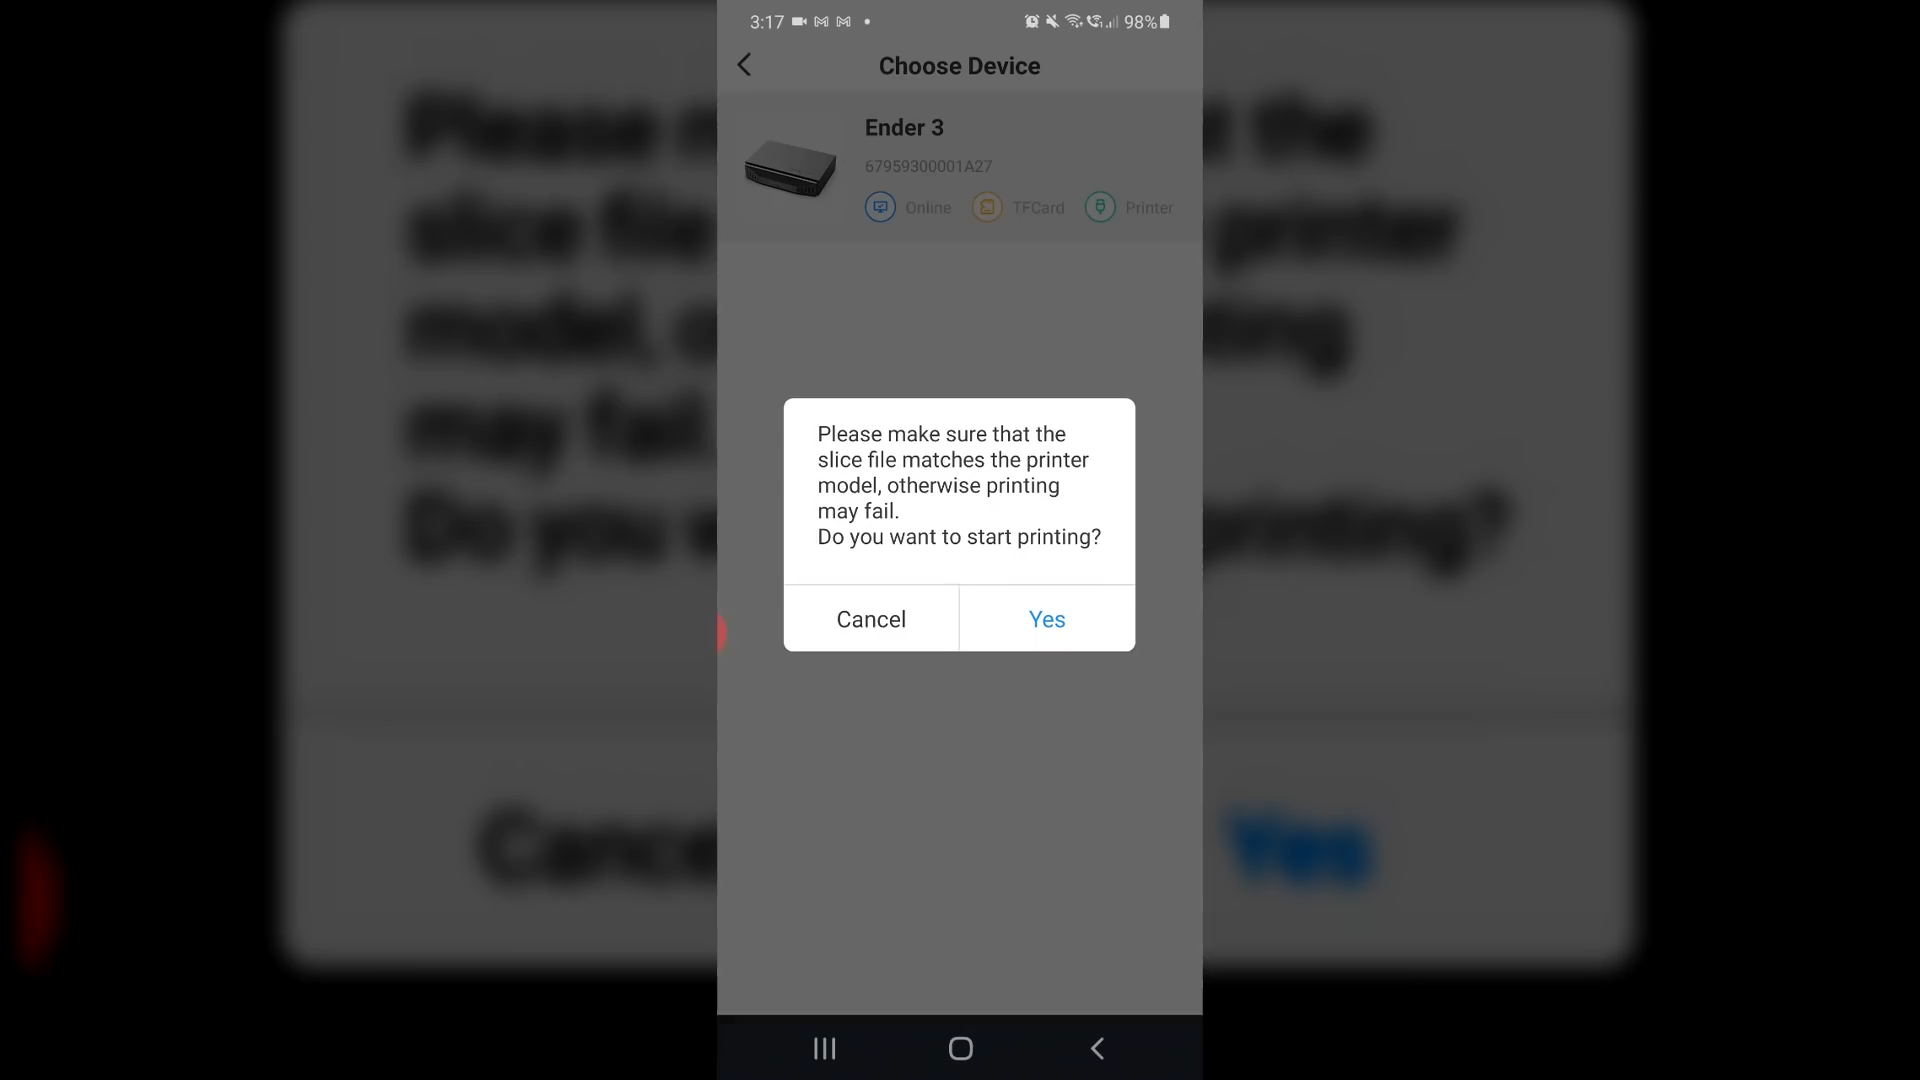 3:17
98%
Choose Device
Ender 3
67959300001A27
Online TFCard Printer
Please make sure that the
slice file matches the printer
model, otherwise printing
may fail.
Do you want to start printing?
Cancel Yes